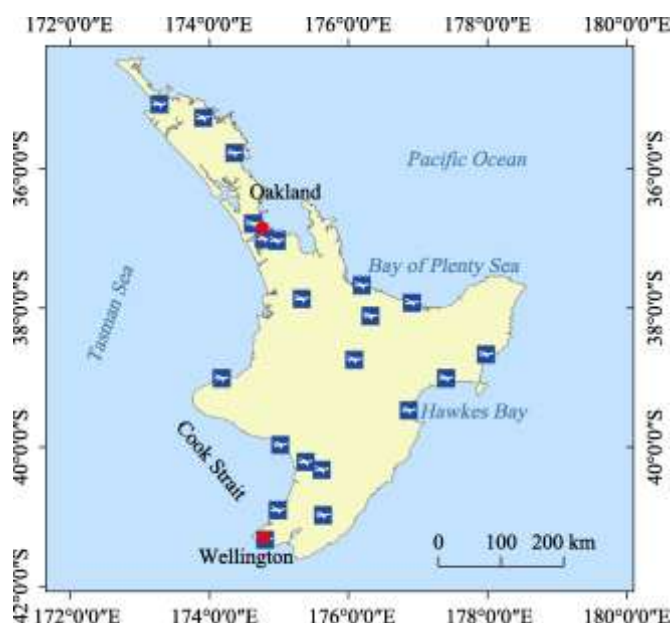 172°0'0"E 174°0'0"E 176°0'0"E 178°0'0"E 180°0'0"E
36°0'0"S
36°0'0"S
Pacific Ocean
Oakland
Bay of Plenty Sea
Tasman Sea
38°0'0"S
38°0'0"S
Hawkes Bay
Cook Strait
40°0'0"S
40°0'0"S
Wellington
0 100 200 km
42°0'0"S
42°0'0"S
172°0'0"E 174°0'0"E 176°0'0"E 178°0'0"E 180°0'0"E